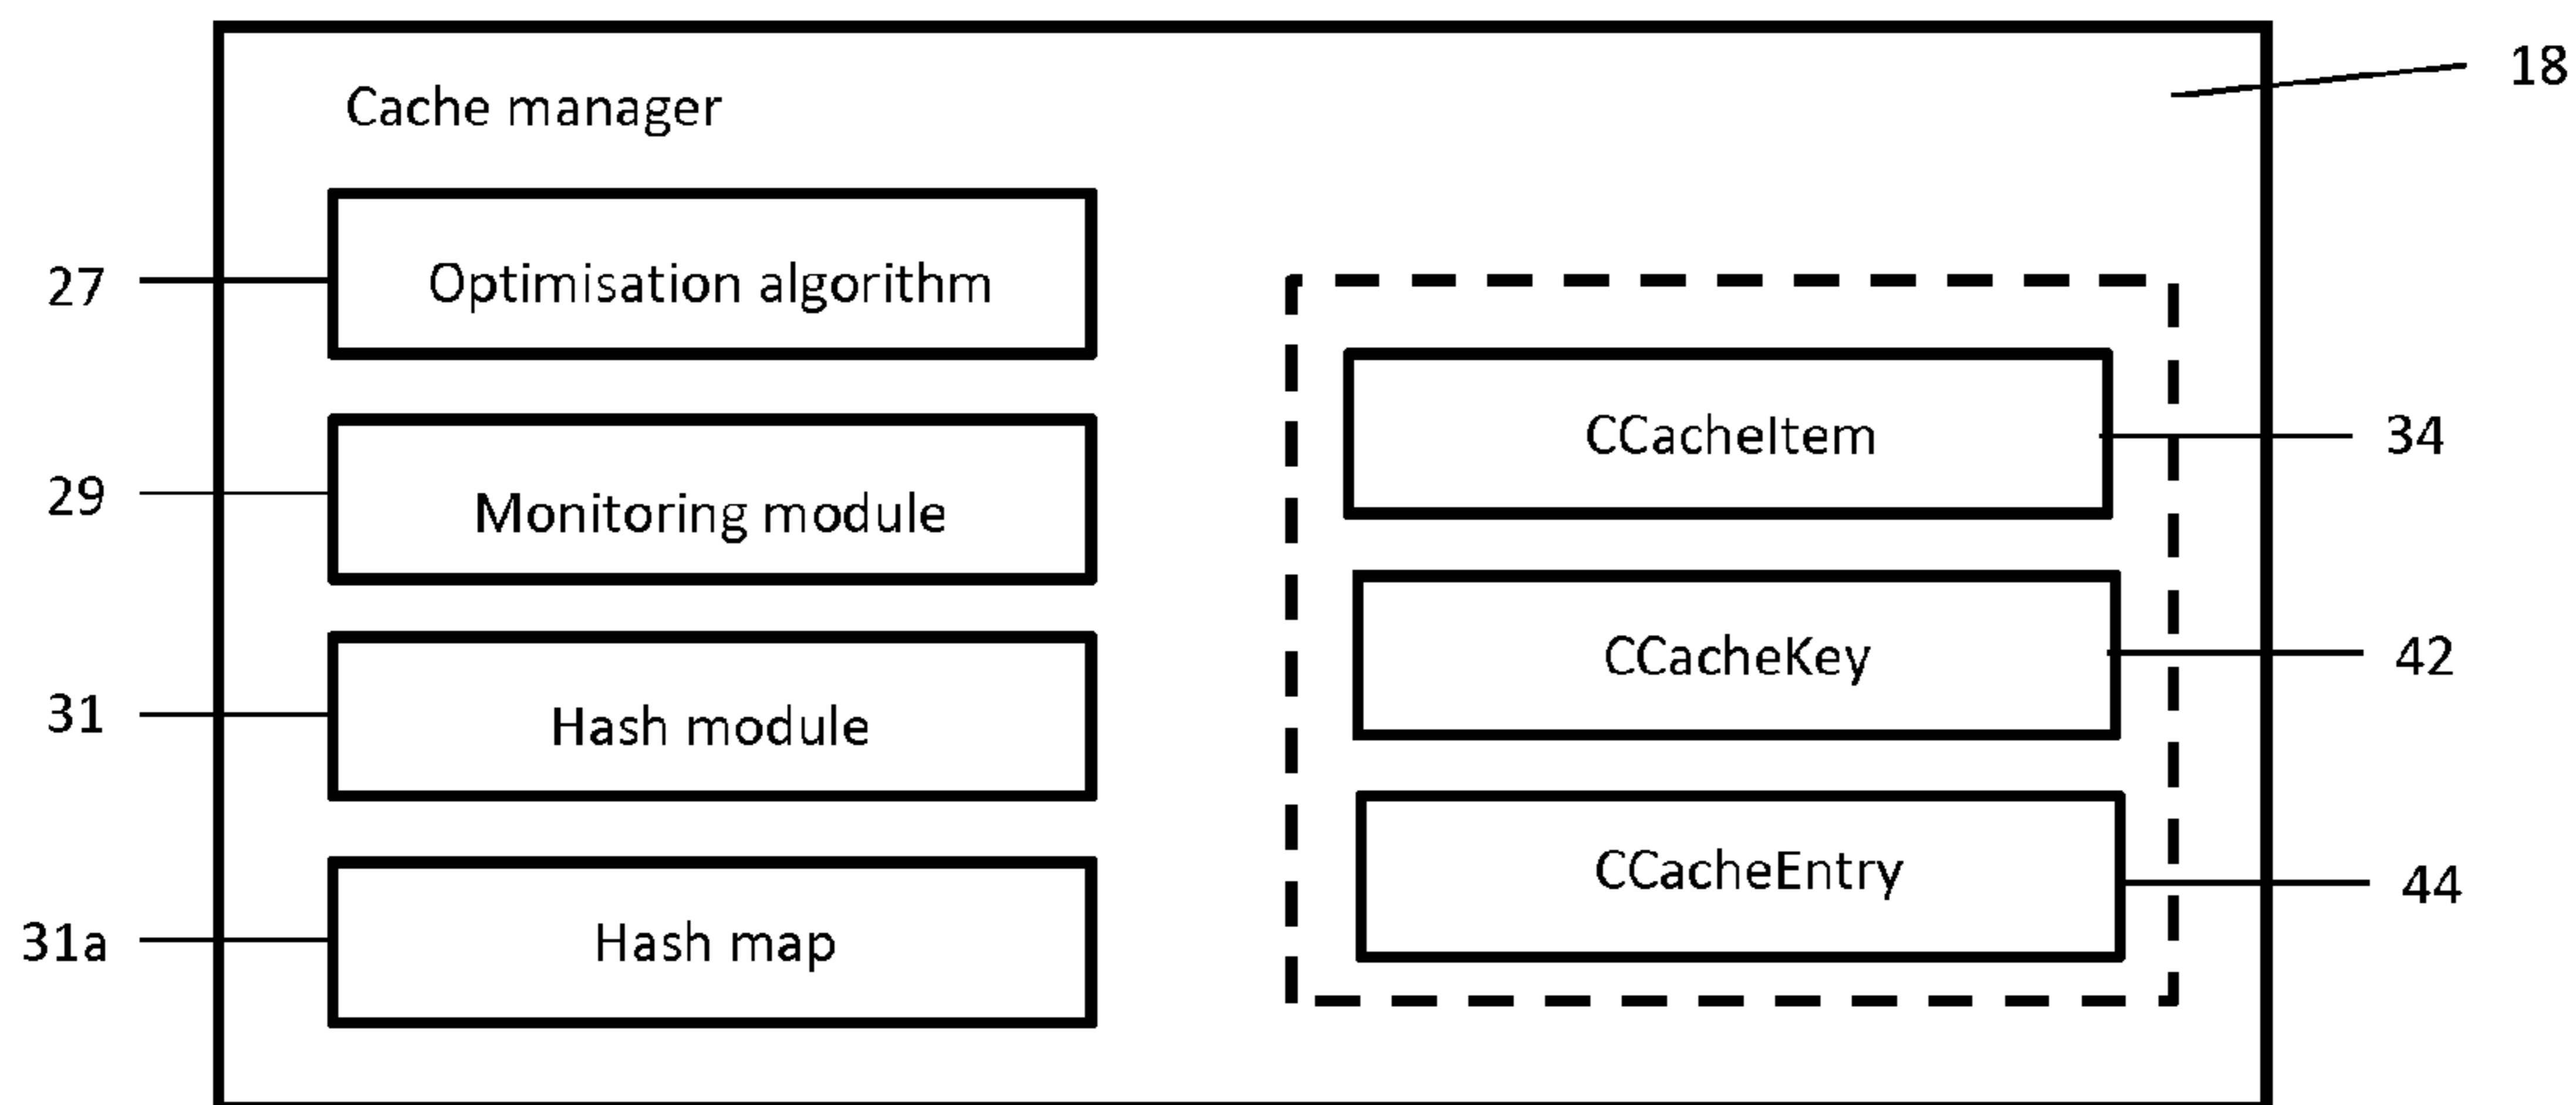 18
Cache manager
27
Optimisation algorithm
29
Monitoring module
31
Hash module
31a
Hash map
CCacheItem
34
CCacheKey
42
CCacheEntry
44